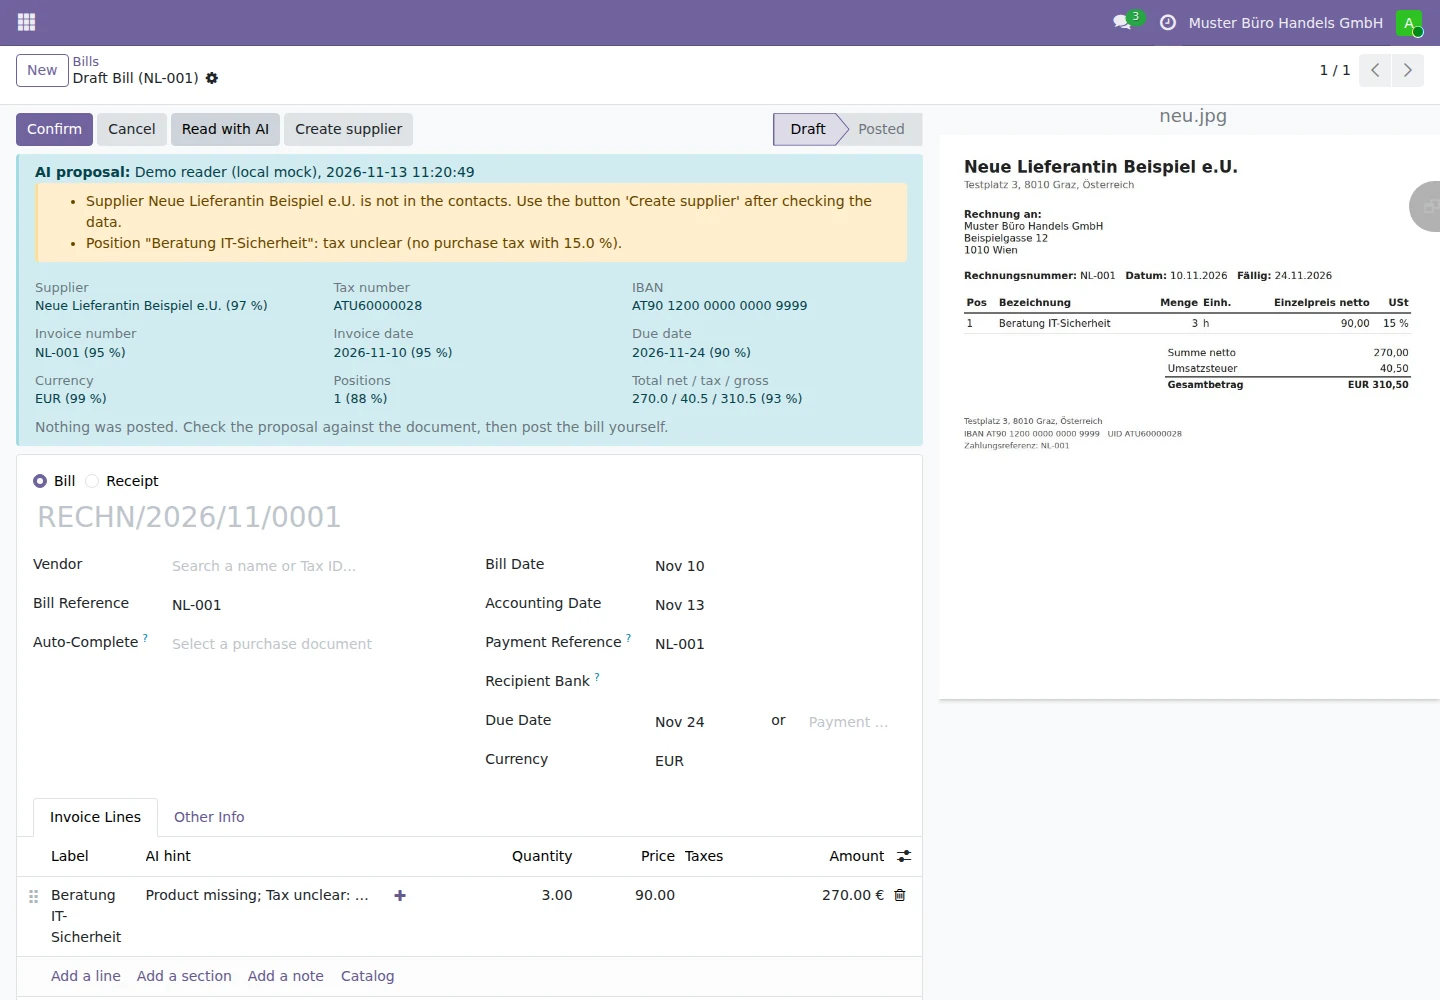 3
Muster Büro Handels GmbH
A
New
Bills
Draft Bill (NL-001)
1 / 1
Confirm
Cancel
Read with AI
Create supplier
Draft
Posted
AI proposal: Demo reader (local mock), 2026-11-13 11:20:49
• Supplier Neue Lieferantin Beispiel e.U. is not in the contacts. Use the button 'Create supplier' after checking the
data.
• Position "Beratung IT-Sicherheit": tax unclear (no purchase tax with 15.0 %).
Supplier
Tax number
IBAN
Neue Lieferantin Beispiel e.U. (97 %)
ATU60000028
AT90 1200 0000 0000 9999
Invoice number
Invoice date
Due date
NL-001 (95 %)
2026-11-10 (95 %)
2026-11-24 (90 %)
Currency
Positions
Total net / tax / gross
EUR (99 %)
1 (88 %)
270.0 / 40.5 / 310.5 (93 %)
Nothing was posted. Check the proposal against the document, then post the bill yourself.
Bill
Receipt
RECHN/2026/11/0001
Vendor
Search a name or Tax ID...
Bill Reference
NL-001
Auto-Complete ?
Select a purchase document
Bill Date
Nov 10
Accounting Date
Nov 13
Payment Reference ?
NL-001
Recipient Bank ?
Due Date
Nov 24
or
Payment ...
Currency
EUR
Invoice Lines
Other Info
Label
AI hint
Quantity
Price
Taxes
Amount
Beratung
IT-
Sicherheit
Product missing; Tax unclear: ...
3.00
90.00
270.00 €
Add a line
Add a section
Add a note
Catalog
neu.jpg
Neue Lieferantin Beispiel e.U.
Testplatz 3, 8010 Graz, Österreich
Rechnung an:
Muster Büro Handels GmbH
Beispielgasse 12
1010 Wien
Rechnungsnummer: NL-001 Datum: 10.11.2026 Fällig: 24.11.2026
Pos Bezeichnung Menge Einh. Einzelpreis netto USt
1 Beratung IT-Sicherheit 3 h 90,00 15 %
Summe netto 270,00
Umsatzsteuer 40,50
Gesamtbetrag EUR 310,50
Testplatz 3, 8010 Graz, Österreich
IBAN AT90 1200 0000 0000 9999 UID ATU60000028
Zahlungsreferenz: NL-001